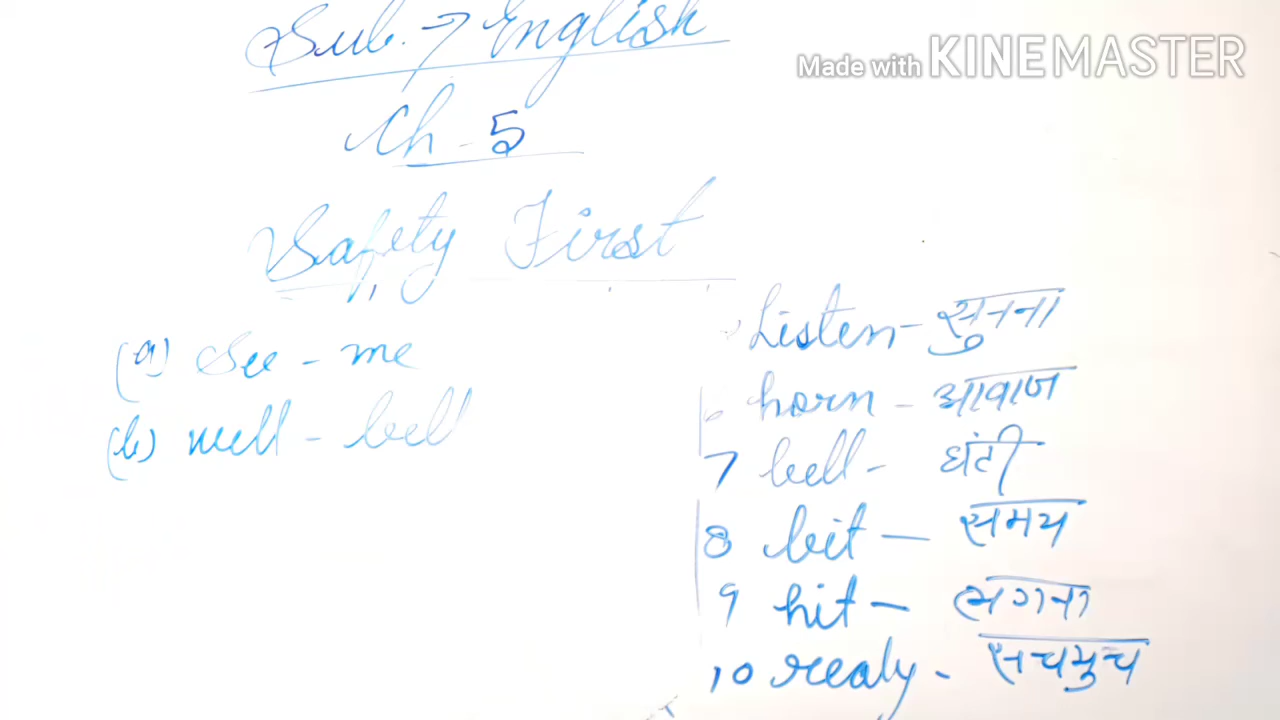 Made with KINEMASTER
Sub. → English
Ch - 5
Safety First
(a) See - me
(b) well - bell
Listen - सुनना
6 horn - आवाज
7 bell - घंटी
8 bit - समय
9 hit - लगना
10 realy - सचमुच